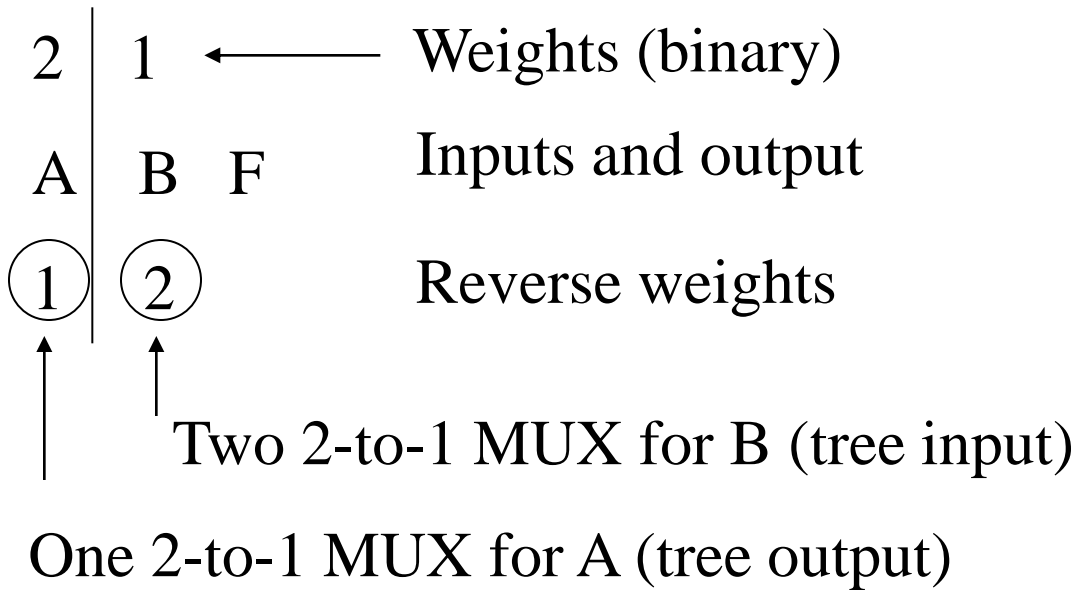 2 1 Weights (binary)
A B F Inputs and output
1 2 Reverse weights
Two 2-to-1 MUX for B (tree input)
One 2-to-1 MUX for A (tree output)